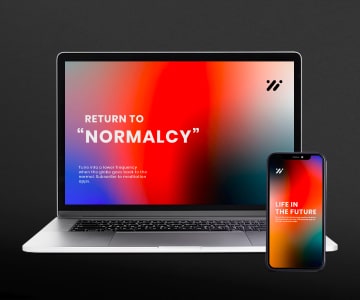 RETURN TO
“NORMALCY”
Tune into a lower frequency
when the globe goes back to the
normal. Subscribe to meditation
apps.
LIFE IN
THE FUTURE